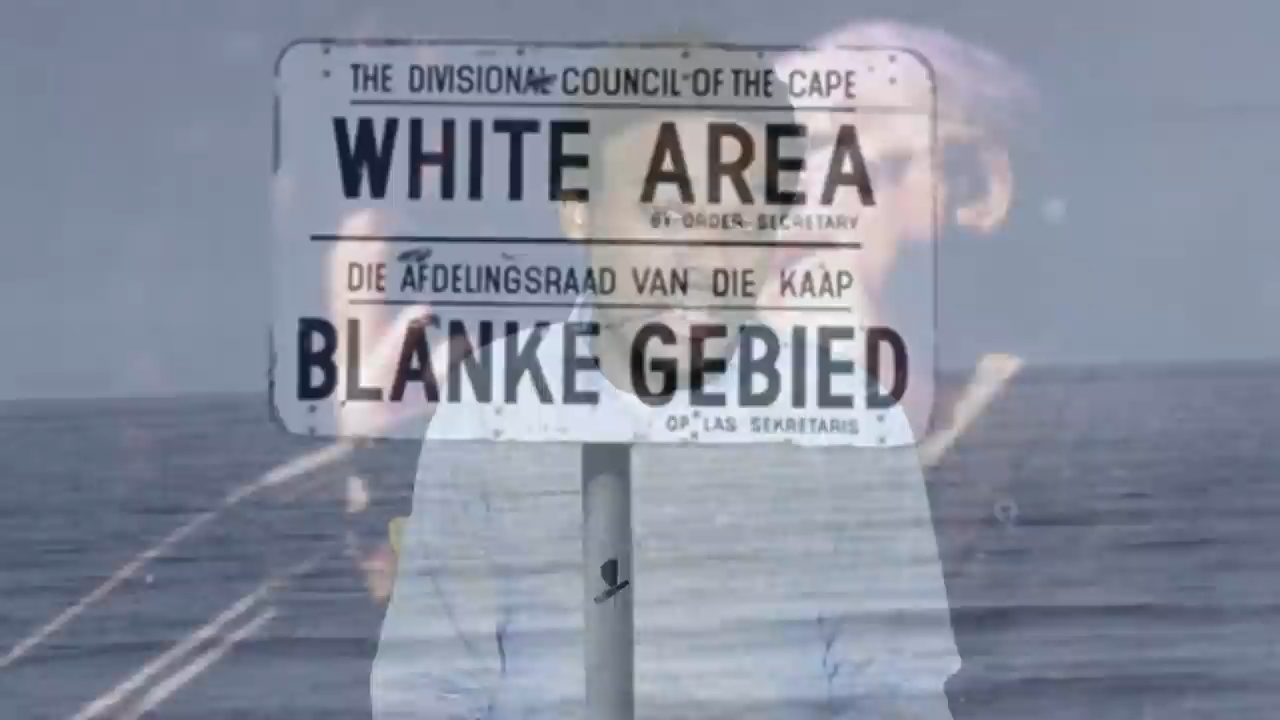 THE DIVISIONAL COUNCIL OF THE CAPE
WHITE AREA
BY ORDER SECRETARY
DIE AFDELINGSRAAD VAN DIE KAAP
BLANKE GEBIED
OP LAS SEKRETARIS